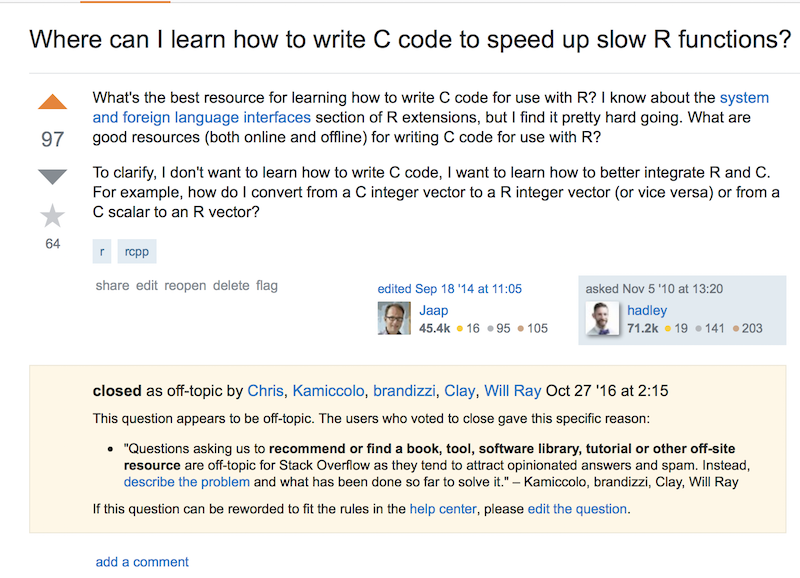 Where can I learn how to write C code to speed up slow R functions?
97
64
What's the best resource for learning how to write C code for use with R? I know about the system
and foreign language interfaces section of R extensions, but I find it pretty hard going. What are
good resources (both online and offline) for writing C code for use with R?
To clarify, I don't want to learn how to write C code, I want to learn how to better integrate R and C.
For example, how do I convert from a C integer vector to a R integer vector (or vice versa) or from a
C scalar to an R vector?
r rcpp
share edit reopen delete flag
edited Sep 18 '14 at 11:05
Jaap
45.4k ● 16 ● 95 ● 105
asked Nov 5 '10 at 13:20
hadley
71.2k ● 19 ● 141 ● 203
closed as off-topic by Chris, Kamiccolo, brandizzi, Clay, Will Ray Oct 27 '16 at 2:15
This question appears to be off-topic. The users who voted to close gave this specific reason:
• "Questions asking us to recommend or find a book, tool, software library, tutorial or other off-site
resource are off-topic for Stack Overflow as they tend to attract opinionated answers and spam. Instead,
describe the problem and what has been done so far to solve it." – Kamiccolo, brandizzi, Clay, Will Ray
If this question can be reworded to fit the rules in the help center, please edit the question.
add a comment